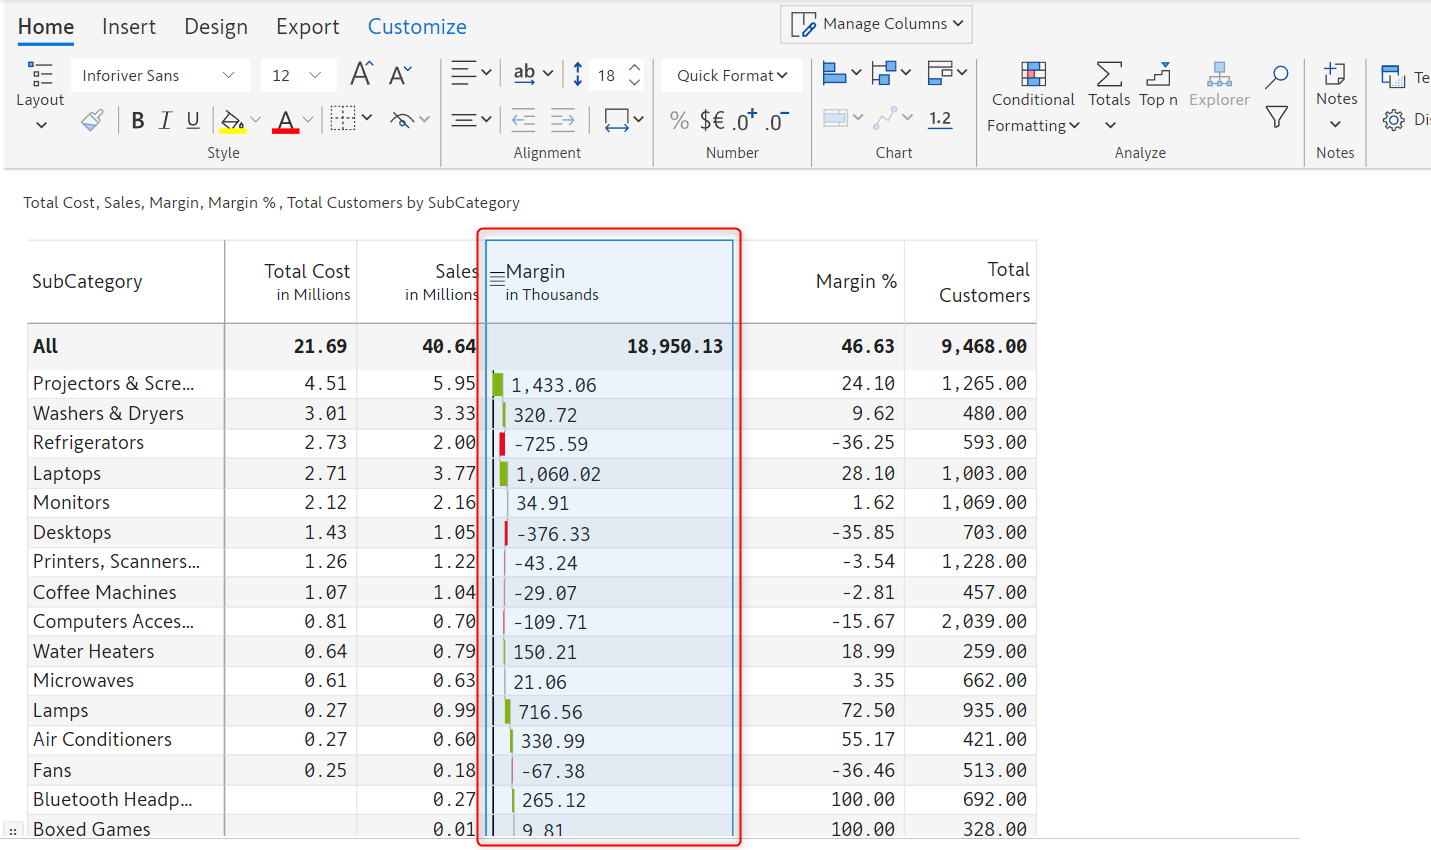 Home Insert Design Export Customize Manage Columns
Inforiver Sans 12 A A ab 18 Quick Format
Layout
B I U A % $€ .0+ .0- 1.2
Conditional Formatting Totals Top n Explorer Notes Te
Di
Style Alignment Number Chart Analyze Notes
Total Cost, Sales, Margin, Margin % , Total Customers by SubCategory
SubCategory Total Cost in Millions Sales in Millions Margin in Thousands Margin % Total Customers
All 21.69 40.64 18,950.13 46.63 9,468.00
Projectors & Scre... 4.51 5.95 1,433.06 24.10 1,265.00
Washers & Dryers 3.01 3.33 320.72 9.62 480.00
Refrigerators 2.73 2.00 -725.59 -36.25 593.00
Laptops 2.71 3.77 1,060.02 28.10 1,003.00
Monitors 2.12 2.16 34.91 1.62 1,069.00
Desktops 1.43 1.05 -376.33 -35.85 703.00
Printers, Scanners... 1.26 1.22 -43.24 -3.54 1,228.00
Coffee Machines 1.07 1.04 -29.07 -2.81 457.00
Computers Acces... 0.81 0.70 -109.71 -15.67 2,039.00
Water Heaters 0.64 0.79 150.21 18.99 259.00
Microwaves 0.61 0.63 21.06 3.35 662.00
Lamps 0.27 0.99 716.56 72.50 935.00
Air Conditioners 0.27 0.60 330.99 55.17 421.00
Fans 0.25 0.18 -67.38 -36.46 513.00
Bluetooth Headp... 0.27 265.12 100.00 692.00
Boxed Games 0.01 9.81 100.00 328.00